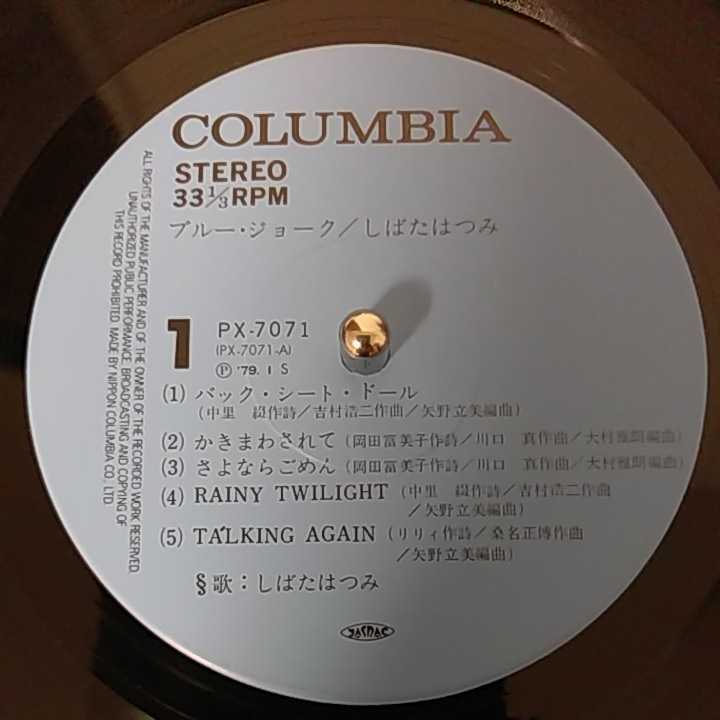 COLUMBIA
STEREO
33 1/3 RPM
ブルー・ジョーク／しばたはつみ
1
PX-7071
(PX-7071-A)
Ⓟ '79. 1 S
(1) バック・シート・ドール
(中里 綴作詩／吉村浩二作曲／矢野立美編曲)
(2) かきまわされて (岡田冨美子作詩／川口 真作曲／大村雅朗編曲)
(3) さよならごめん (岡田冨美子作詩／川口 真作曲／大村雅朗編曲)
(4) RAINY TWILIGHT (中里 綴作詩／吉村浩二作曲
／矢野立美編曲)
(5) TALKING AGAIN (リリィ作詩／桑名正博作曲
／矢野立美編曲)
§歌：しばたはつみ
JASRAC
ALL RIGHTS OF THE MANUFACTURER AND OF THE OWNER OF THE RECORDED WORK RESERVED.
UNAUTHORIZED PUBLIC PERFORMANCE, BROADCASTING AND COPYING OF
THIS RECORD PROHIBITED. MADE BY NIPPON COLUMBIA CO., LTD.